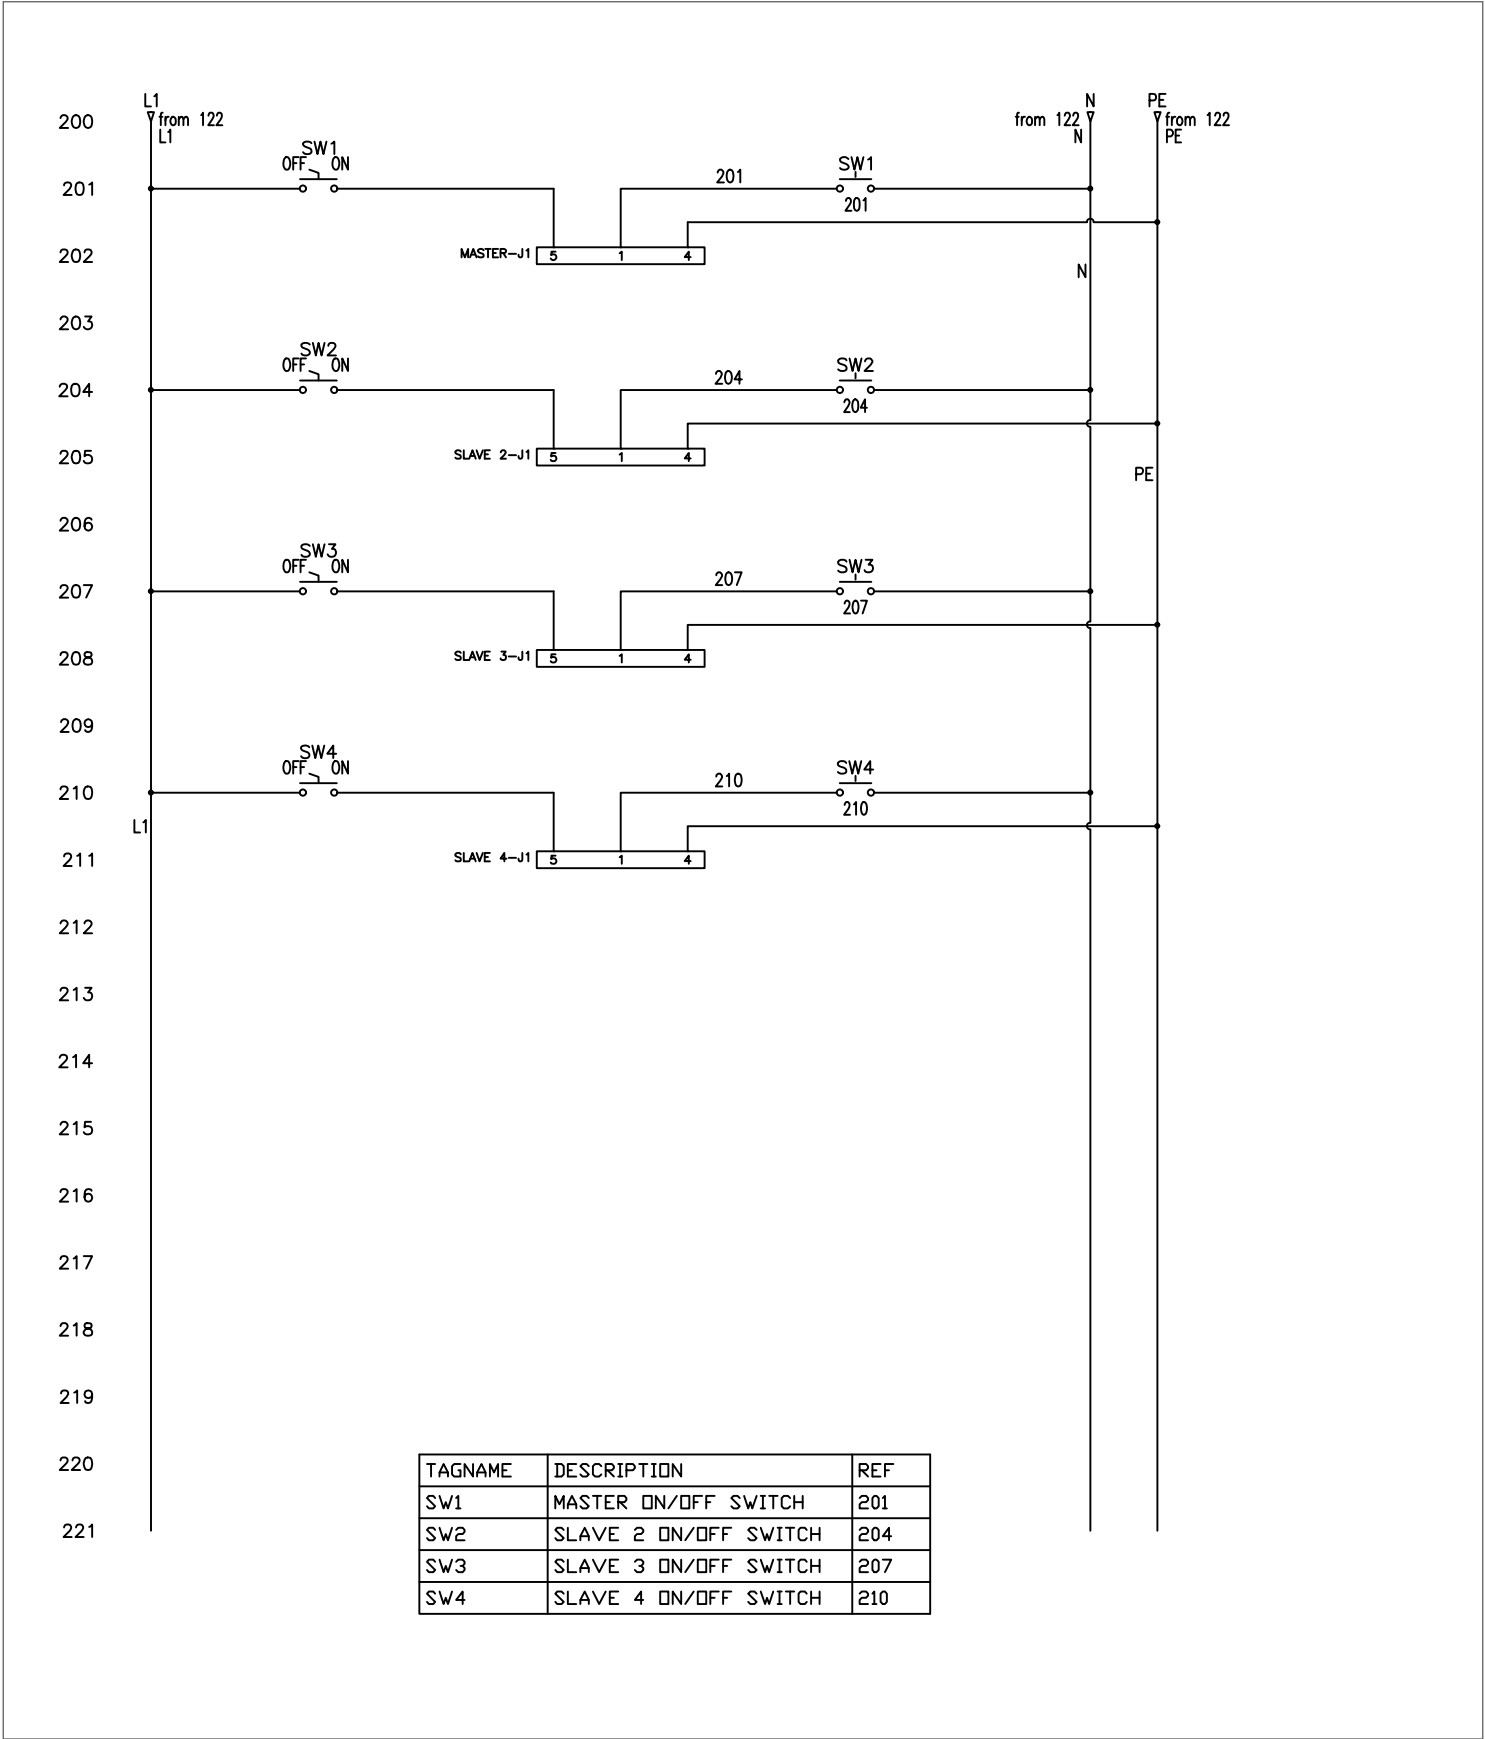 L1 N PE
200 from 122 from 122 from 122
L1 N PE
SW1
OFF ON SW1
201 201
201
202 MASTER-J1 5 1 4
N
203
SW2
OFF ON SW2
204 204
204
205 SLAVE 2-J1 5 1 4
PE
206
SW3
OFF ON SW3
207 207
207
208 SLAVE 3-J1 5 1 4
209
SW4
OFF ON SW4
210 210
210
L1
211 SLAVE 4-J1 5 1 4
212
213
214
215
216
217
218
219
220
221
TAGNAME DESCRIPTION REF
SW1 MASTER ON/OFF SWITCH 201
SW2 SLAVE 2 ON/OFF SWITCH 204
SW3 SLAVE 3 ON/OFF SWITCH 207
SW4 SLAVE 4 ON/OFF SWITCH 210